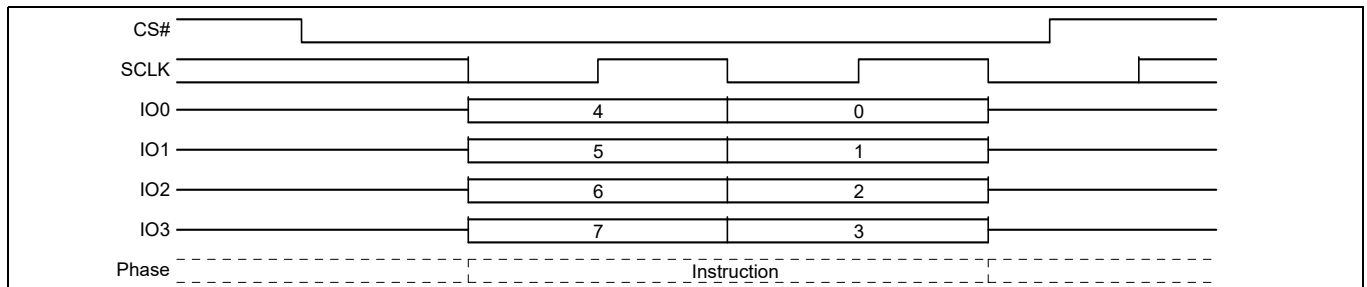 CS#
SCLK
IO0 4 0
IO1 5 1
IO2 6 2
IO3 7 3
Phase Instruction